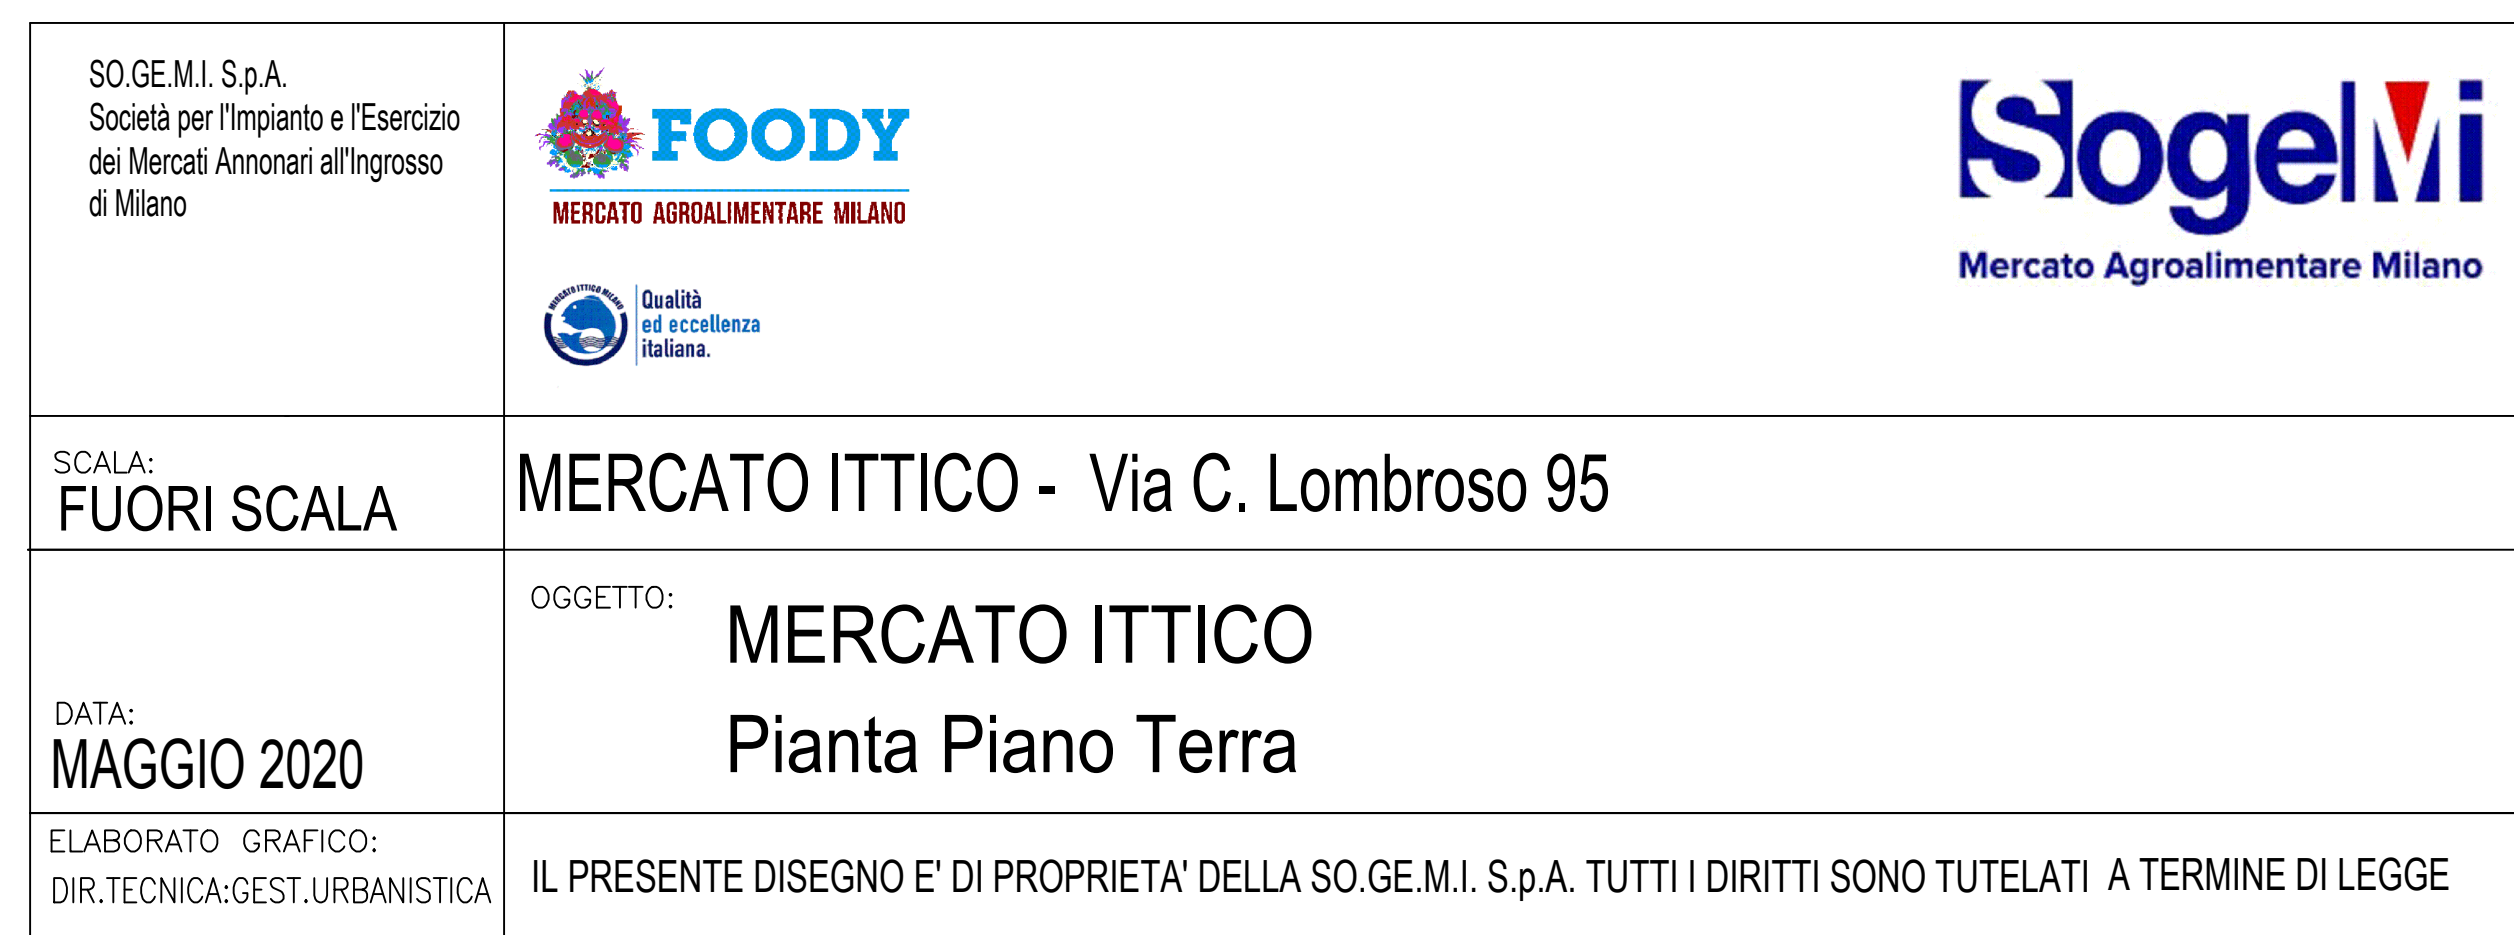 SO.GE.M.I. S.p.A.
Società per l'Impianto e l'Esercizio
dei Mercati Annonari all'Ingrosso
di Milano
FOODY
MERCATO AGROALIMENTARE MILANO
MERCATO ITTICO MILANO
Qualità
ed eccellenza
italiana.
SogeMi
Mercato Agroalimentare Milano
SCALA:
FUORI SCALA
MERCATO ITTICO - Via C. Lombroso 95
DATA:
MAGGIO 2020
OGGETTO:
MERCATO ITTICO
Pianta Piano Terra
ELABORATO GRAFICO:
DIR.TECNICA:GEST.URBANISTICA
IL PRESENTE DISEGNO E' DI PROPRIETA' DELLA SO.GE.M.I. S.p.A. TUTTI I DIRITTI SONO TUTELATI A TERMINE DI LEGGE